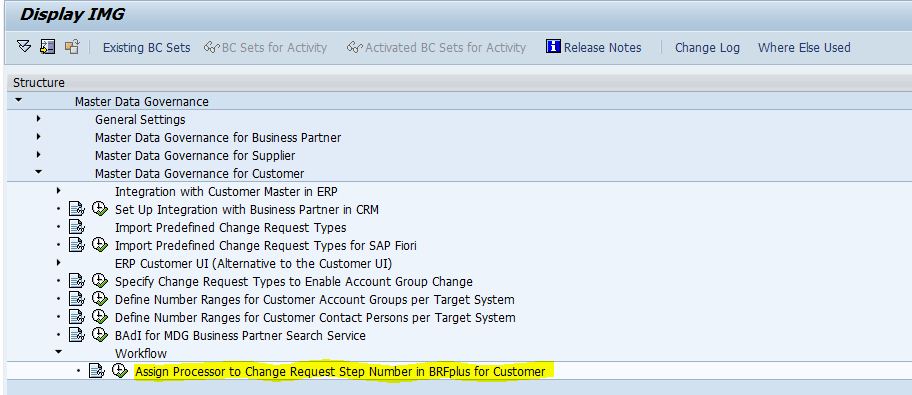 Display IMG
Existing BC Sets BC Sets for Activity Activated BC Sets for Activity Release Notes Change Log Where Else Used
Structure
Master Data Governance
General Settings
Master Data Governance for Business Partner
Master Data Governance for Supplier
Master Data Governance for Customer
Integration with Customer Master in ERP
Set Up Integration with Business Partner in CRM
Import Predefined Change Request Types
Import Predefined Change Request Types for SAP Fiori
ERP Customer UI (Alternative to the Customer UI)
Specify Change Request Types to Enable Account Group Change
Define Number Ranges for Customer Account Groups per Target System
Define Number Ranges for Customer Contact Persons per Target System
BAdI for MDG Business Partner Search Service
Workflow
Assign Processor to Change Request Step Number in BRFplus for Customer